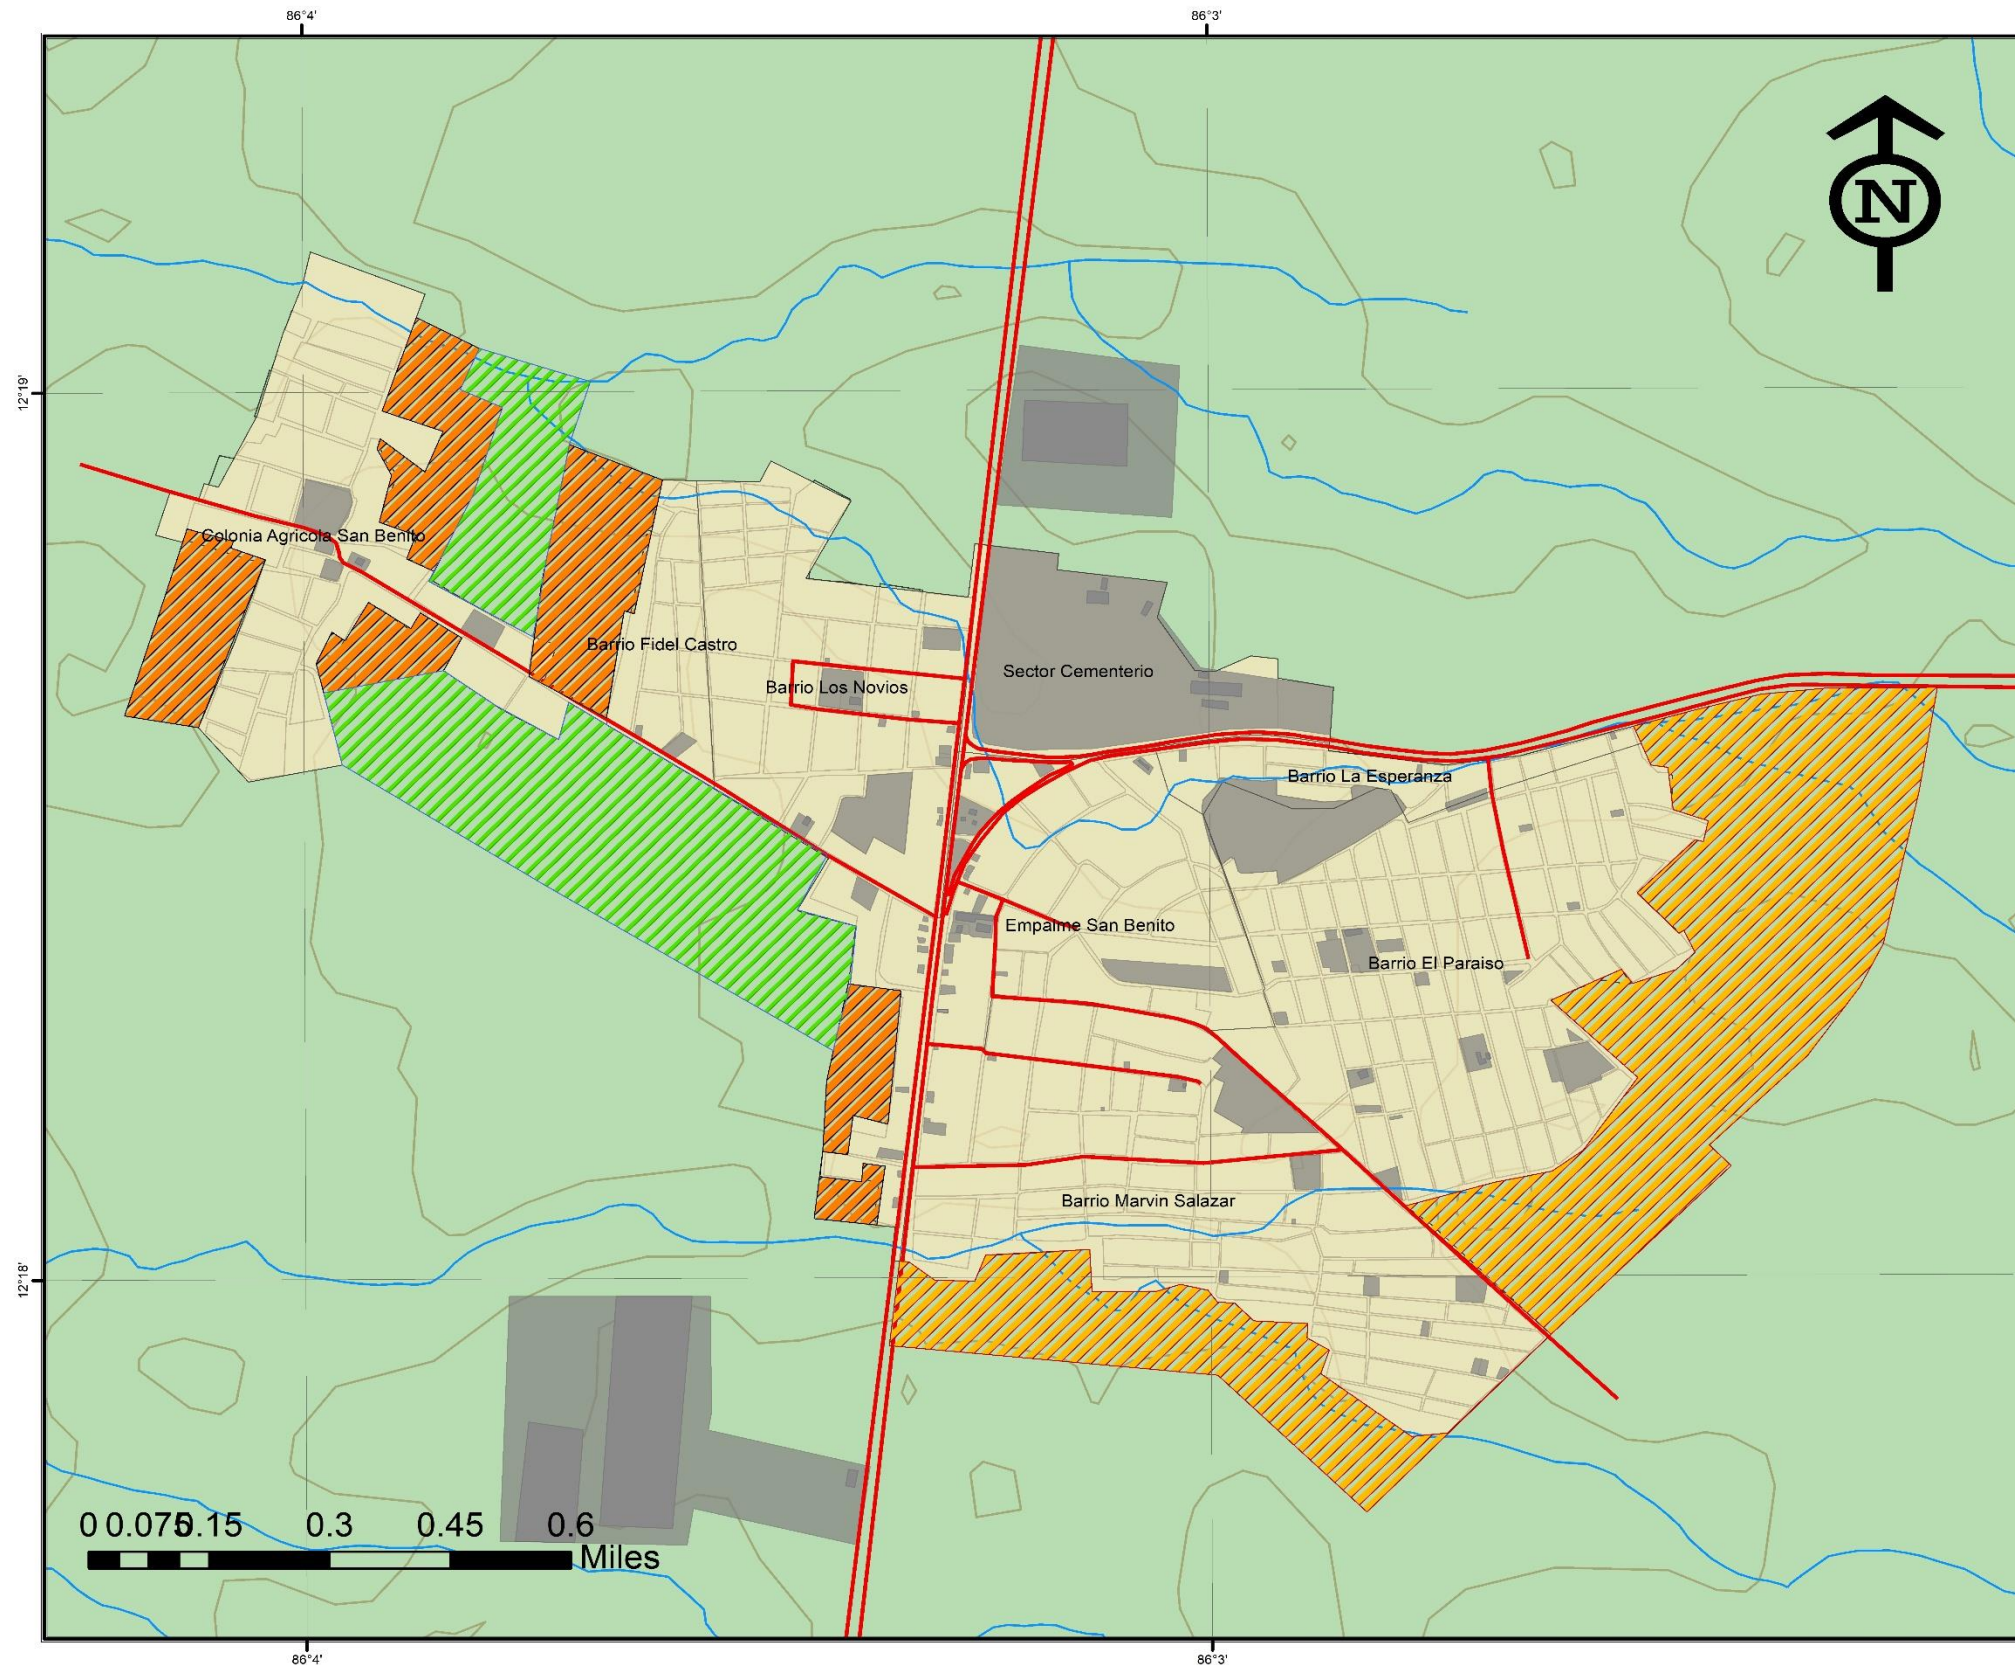 86°4'
86°3'
N
12°19'
Colonia Agricola San Benito
Barrio Fidel Castro
Sector Cementerio
Barrio Los Novios
Barrio La Esperanza
Empalme San Benito
Barrio El Paraiso
Barrio Marvin Salazar
12°18'
0 0.075 0.15 0.3 0.45 0.6
Miles
86°4'
86°3'